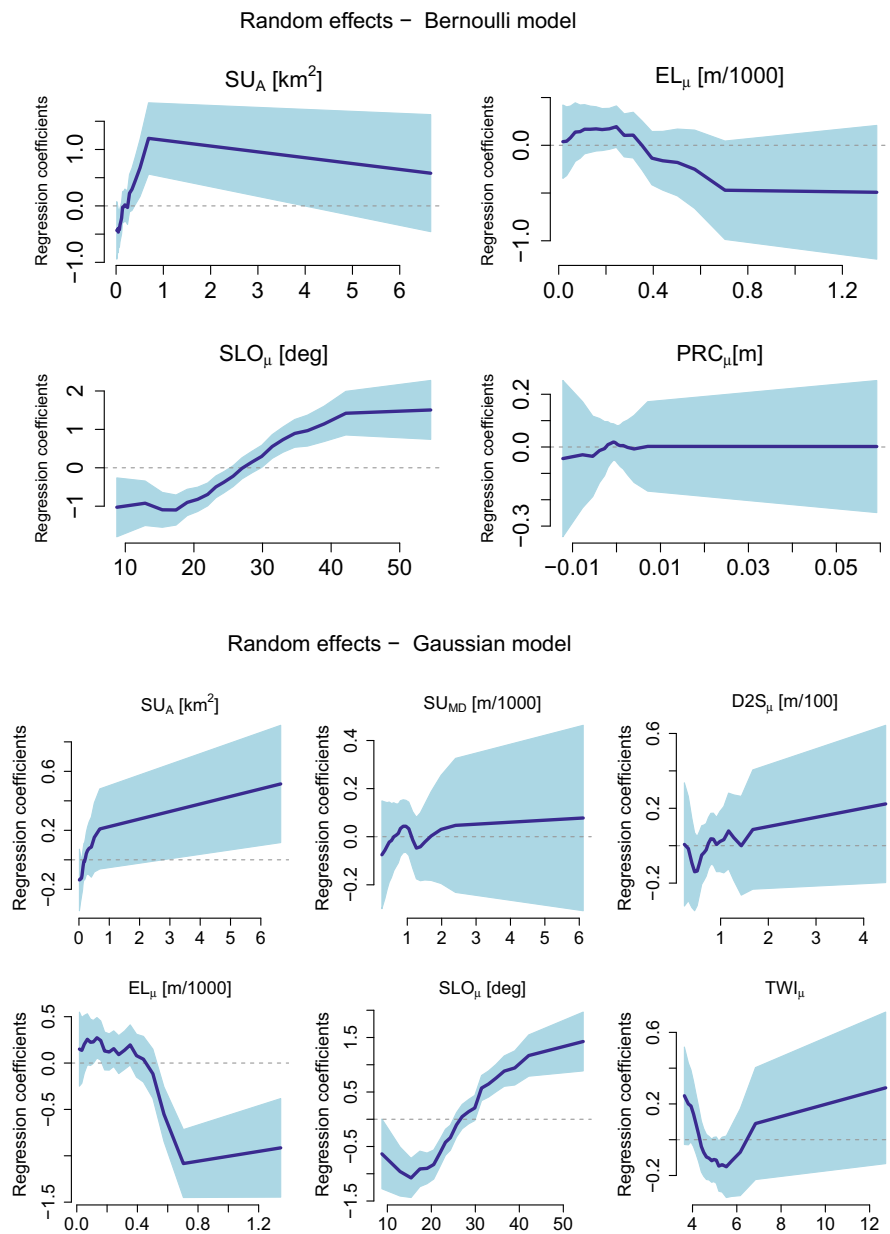 Random effects − Bernoulli model
SU_A [km²]
Regression coefficients
−1.0 0.0 1.0
0 1 2 3 4 5 6
EL_μ [m/1000]
Regression coefficients
−1.0 0.0
0.0 0.4 0.8 1.2
SLO_μ [deg]
Regression coefficients
−1 0 1 2
10 20 30 40 50
PRC_μ[m]
Regression coefficients
−0.3 0.0 0.2
−0.01 0.01 0.03 0.05
Random effects − Gaussian model
SU_A [km²]
Regression coefficients
−0.2 0.2 0.6
0 1 2 3 4 5 6
SU_MD [m/1000]
Regression coefficients
−0.2 0.0 0.2 0.4
1 2 3 4 5 6
D2S_μ [m/100]
Regression coefficients
−0.2 0.2 0.6
1 2 3 4
EL_μ [m/1000]
Regression coefficients
−1.5 −0.5 0.0 0.5
0.0 0.4 0.8 1.2
SLO_μ [deg]
Regression coefficients
−1.5 −0.5 0.5 1.5
10 20 30 40 50
TWI_μ
Regression coefficients
−0.2 0.2 0.6
4 6 8 10 12